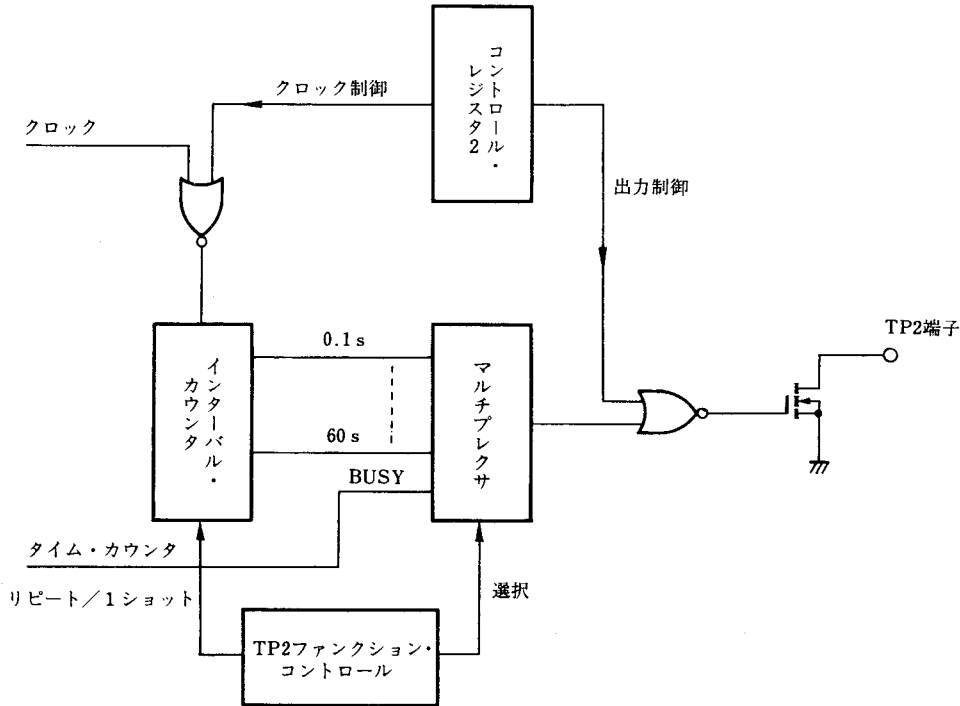 コントロール・
レジスタ2
クロック制御
クロック
出力制御
TP2端子
インターバル・
カウンタ
0.1s
60s
BUSY
マルチプレクサ
タイム・カウンタ
リピート／1ショット
選択
TP2ファンクション・
コントロール